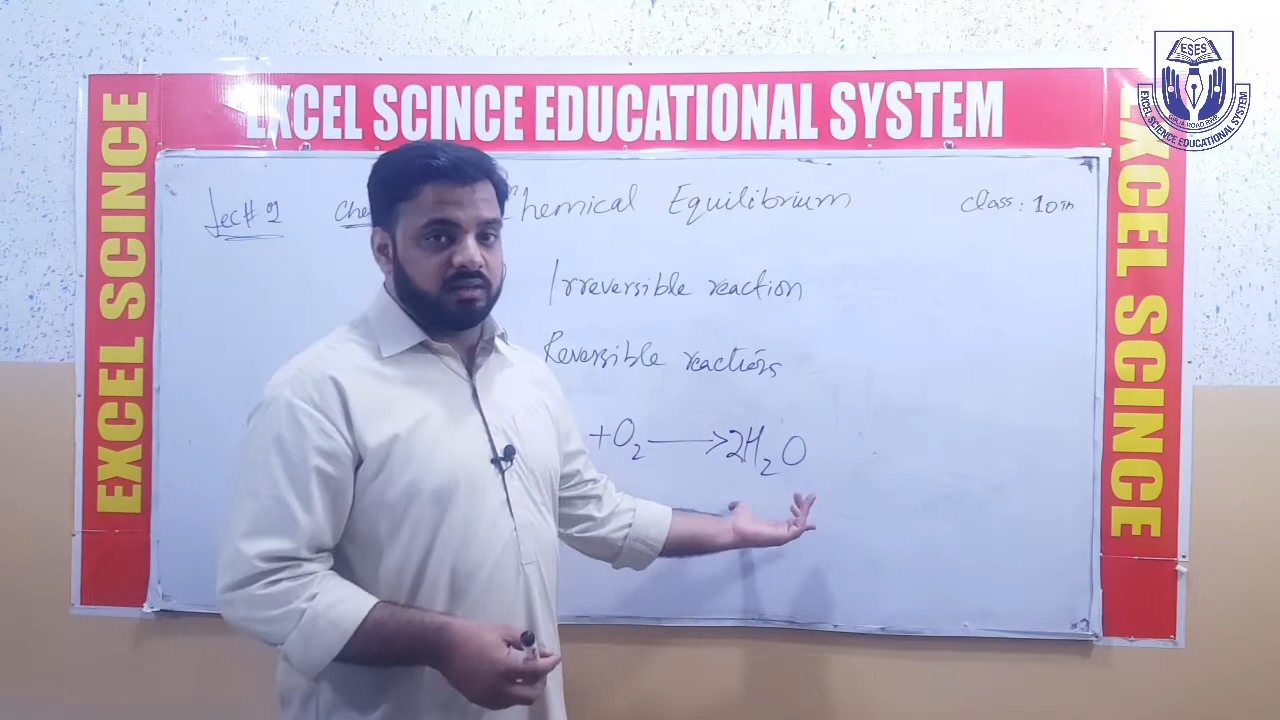 EXCEL SCINCE EDUCATIONAL SYSTEM
EXCEL SCINCE
EXCEL SCINCE
ESES
EXCEL SCIENCE EDUCATIONAL SYSTEM
Lec# 2 Chemical Equilibrium Class: 10th
Irreversible reaction
Reversible reactions
+O₂ ⟶ 2H₂O